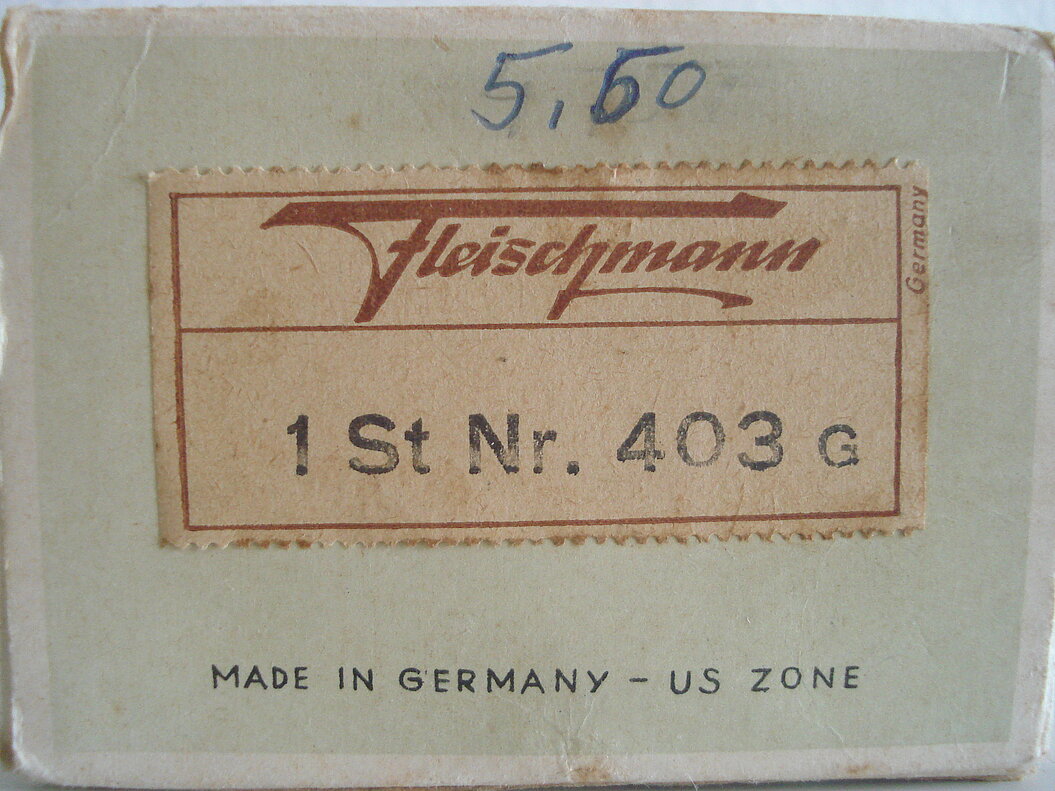 5,60
Fleischmann
Germany
1 St Nr. 403 G
MADE IN GERMANY - US ZONE